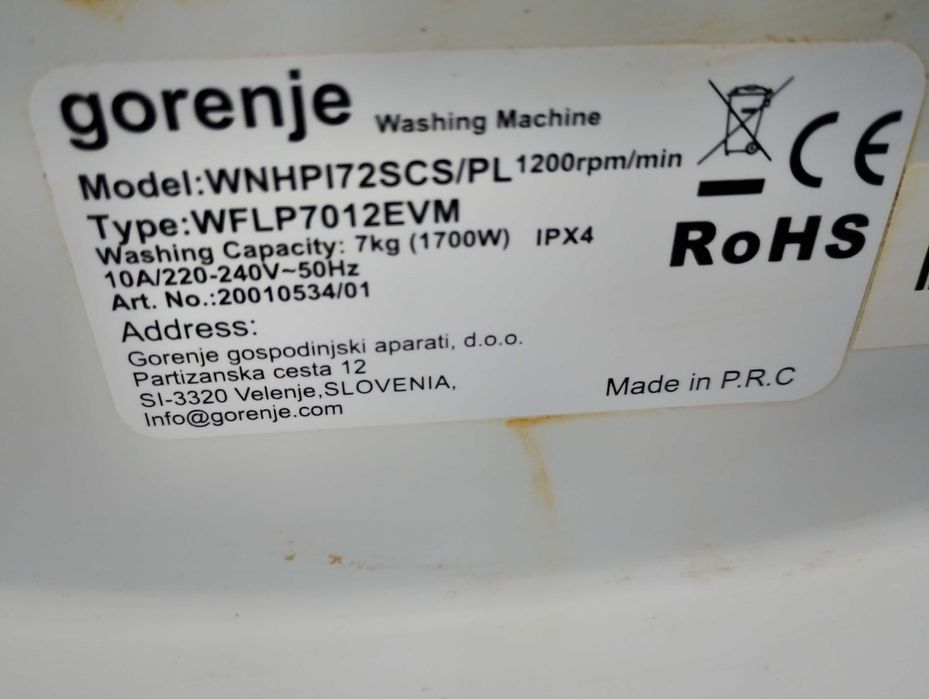 gorenje Washing Machine
Model:WNHPI72SCS/PL 1200rpm/min
Type:WFLP7012EVM
Washing Capacity: 7kg (1700W) IPX4
10A/220-240V~50Hz
Art. No.:20010534/01
CE
RoHS
Address:
Gorenje gospodinjski aparati, d.o.o.
Partizanska cesta 12
SI-3320 Velenje,SLOVENIA,
Info@gorenje.com
Made in P.R.C